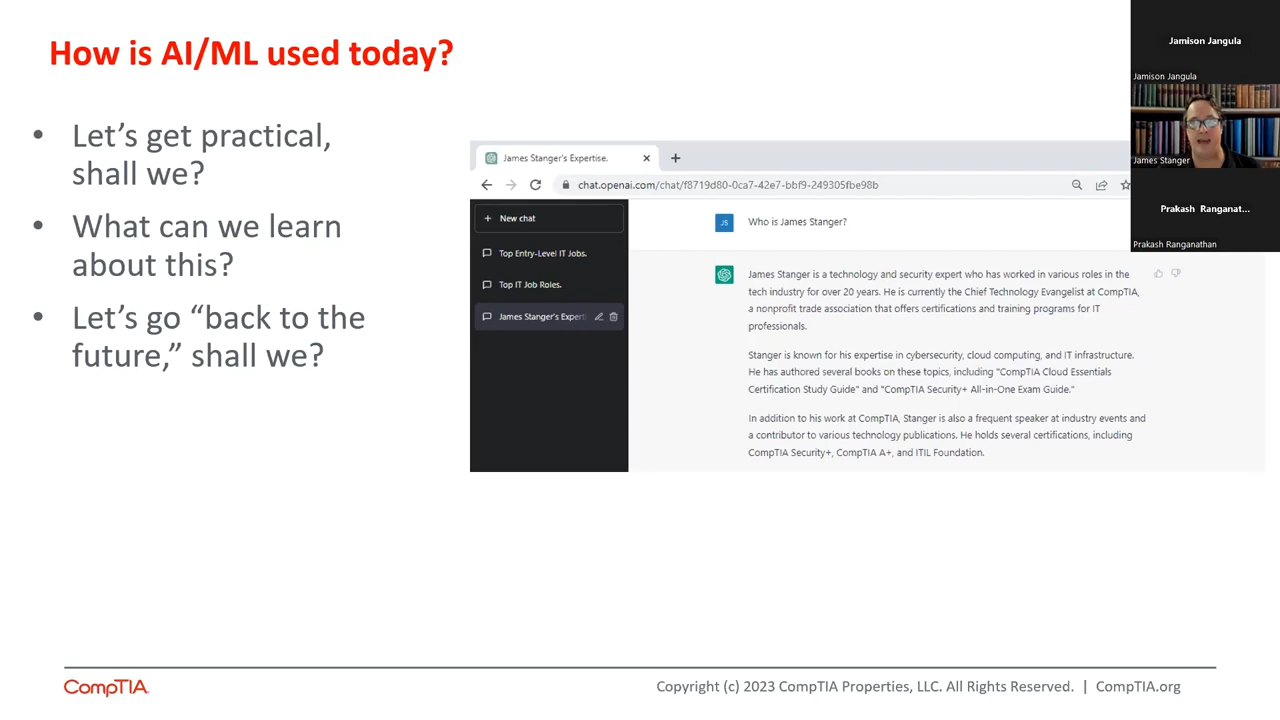 How is AI/ML used today?
• Let’s get practical,
shall we?
• What can we learn
about this?
• Let’s go “back to the
future,” shall we?
James Stanger's Expertise.
chat.openai.com/chat/f8719d80-0ca7-42e7-bbf9-249305fbe98b
+ New chat
Top Entry-Level IT Jobs.
Top IT Job Roles.
James Stanger's Expert
JS
Who is James Stanger?
James Stanger is a technology and security expert who has worked in various roles in the
tech industry for over 20 years. He is currently the Chief Technology Evangelist at CompTIA,
a nonprofit trade association that offers certifications and training programs for IT
professionals.
Stanger is known for his expertise in cybersecurity, cloud computing, and IT infrastructure.
He has authored several books on these topics, including "CompTIA Cloud Essentials
Certification Study Guide" and "CompTIA Security+ All-in-One Exam Guide."
In addition to his work at CompTIA, Stanger is also a frequent speaker at industry events and
a contributor to various technology publications. He holds several certifications, including
CompTIA Security+, CompTIA A+, and ITIL Foundation.
Jamison Jangula
Jamison Jangula
James Stanger
Prakash Ranganat...
Prakash Ranganathan
CompTIA.
Copyright (c) 2023 CompTIA Properties, LLC. All Rights Reserved. | CompTIA.org